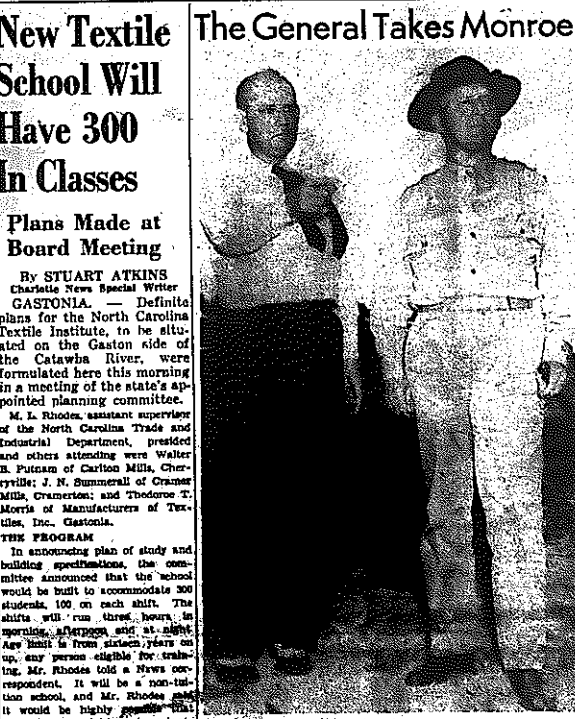 New Textile
School Will
Have 300
In Classes
Plans Made at
Board Meeting
By STUART ATKINS
Charlotte News Special Writer
GASTONIA. — Definite
plans for the North Carolina
Textile Institute, to be situ-
ated on the Gaston side of
the Catawba River, were
formulated here this morning
in a meeting of the state's ap-
pointed planning committee.
M. L. Rhodes, assistant supervisor
of the North Carolina Trade and
Industrial Department, presided
and others attending were Walter
B. Putnam of Carlton Mills, Cher-
ryville; J. N. Summerall of Cramer
Mills, Cramerton; and Theodore T.
Morris of Manufacturers of Tex-
tiles, Inc., Gastonia.
THE PROGRAM
In announcing plan of study and
building specifications, the com-
mittee announced that the school
would be built to accommodate 300
students, 100 on each shift. The
shifts will run three hours in
morning, afternoon and at night
Age limit is from sixteen years on
up, any person eligible for train-
ing, Mr. Rhodes told a News cor-
respondent. It will be a non-tui-
tion school, and Mr. Rhodes said
it would be highly possible that
The General Takes Monroe